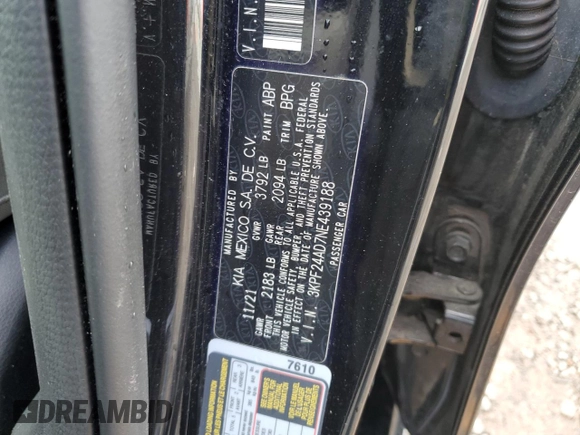 V.I.N.
MANUFACTURED BY
KIA MEXICO S.A. DE C.V.
11/21 GVWR 3792 LB PAINT ABP
GAWR FRONT 2183 LB GAWR REAR 2094 LB TRIM BPG
THIS VEHICLE CONFORMS TO ALL APPLICABLE U.S.A. FEDERAL
MOTOR VEHICLE SAFETY, BUMPER, AND THEFT PREVENTION STANDARDS
IN EFFECT ON THE DATE OF MANUFACTURE SHOWN ABOVE.
V.I.N. 3KPF24AD7NE439188
PASSENGER CAR
7610
DREAMBID